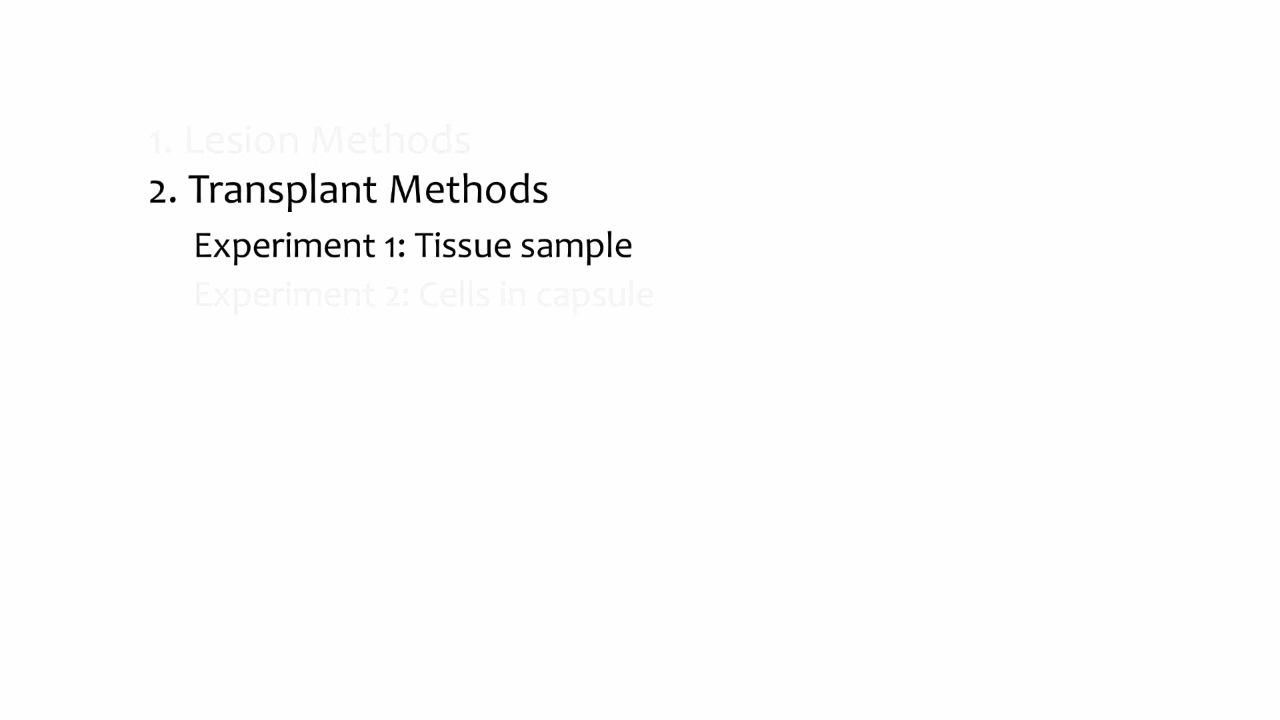 1. Lesion Methods
2. Transplant Methods
Experiment 1: Tissue sample
Experiment 2: Cells in capsule